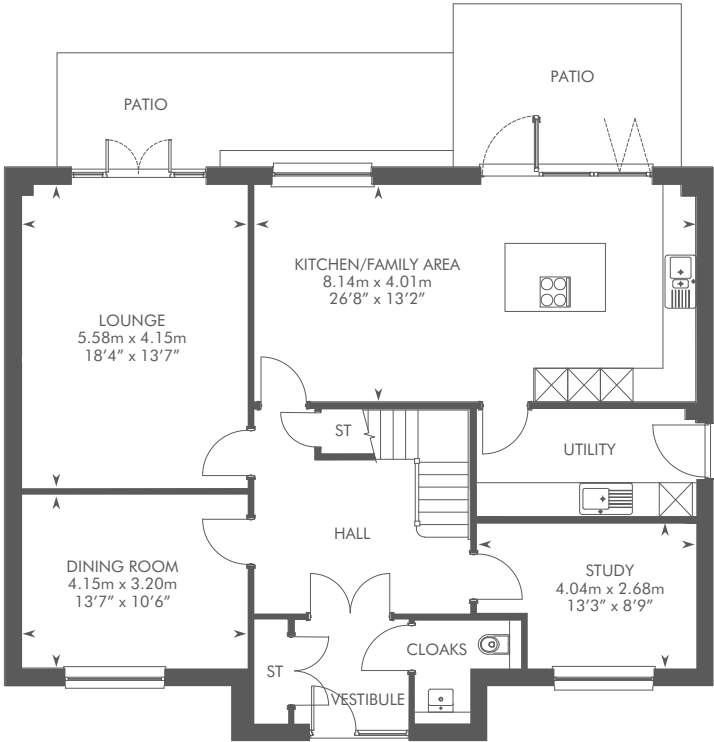 PATIO
PATIO
KITCHEN/FAMILY AREA
8.14m x 4.01m
26'8" x 13'2"
LOUNGE
5.58m x 4.15m
18'4" x 13'7"
ST
UTILITY
HALL
DINING ROOM
4.15m x 3.20m
13'7" x 10'6"
STUDY
4.04m x 2.68m
13'3" x 8'9"
CLOAKS
ST
VESTIBULE